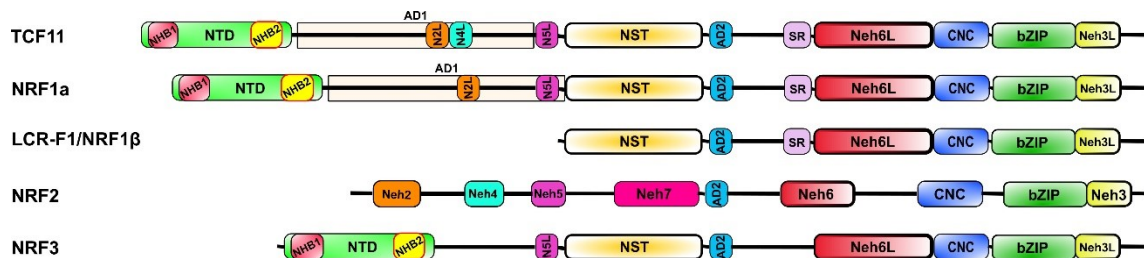 AD1
TCF11 NHB1 NTD NHB2 N2L N4L N5L NST AD2 SR Neh6L CNC bZIP Neh3L
AD1
NRF1a NHB1 NTD NHB2 N2L N5L NST AD2 SR Neh6L CNC bZIP Neh3L
LCR-F1/NRF1β NST AD2 SR Neh6L CNC bZIP Neh3L
NRF2 Neh2 Neh4 Neh5 Neh7 AD2 Neh6 CNC bZIP Neh3
NRF3 NHB1 NTD NHB2 N5L NST AD2 Neh6L CNC bZIP Neh3L